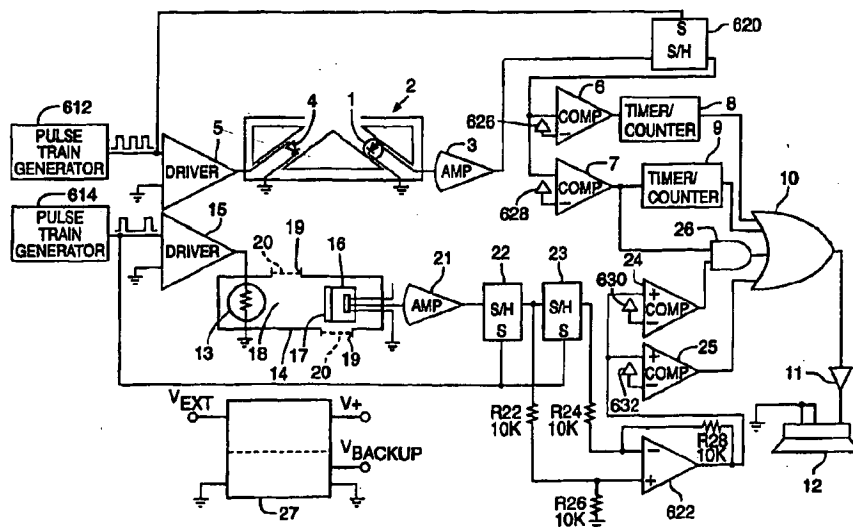 620
S
S/H
612
PULSE TRAIN GENERATOR
5
DRIVER
4
1
2
3
AMP
6
COMP
626
TIMER/ COUNTER
8
7
COMP
628
TIMER/ COUNTER
9
10
614
PULSE TRAIN GENERATOR
15
DRIVER
20
19
16
13
18
17
14
20
19
21
AMP
22
S/H
S
23
S/H
S
26
24
630
+
COMP
−
25
632
+
COMP
−
11
12
VEXT
V+
VBACKUP
27
R22
10K
R24
10K
R28
10K
R26
10K
−
+
622